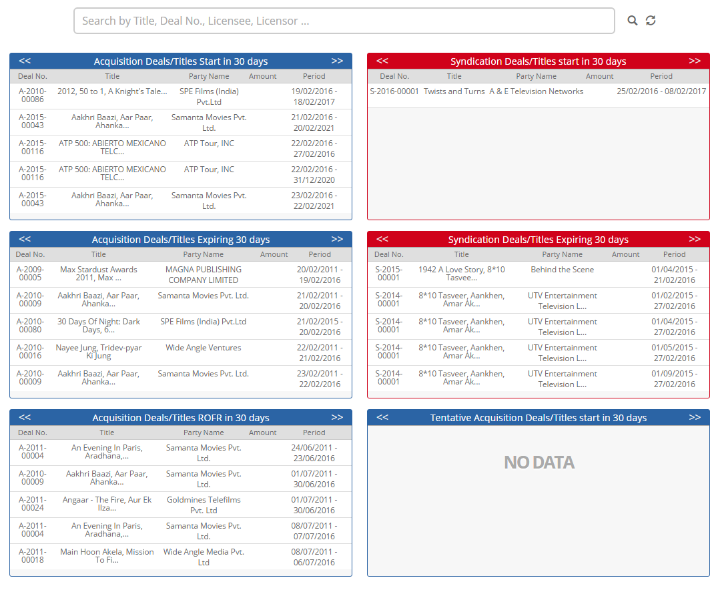 Search by Title, Deal No., Licensee, Licensor ...
<< Acquisition Deals/Titles Start in 30 days >>
Deal No. Title Party Name Amount Period
A-2010-00086 2012, 50 to 1, A Knight's Tale... SPE Films (India) Pvt.Ltd 19/02/2016 - 18/02/2017
A-2015-00043 Aakhri Baazi, Aar Paar, Ahanka... Samanta Movies Pvt. Ltd. 21/02/2016 - 20/02/2021
A-2015-00116 ATP 500: ABIERTO MEXICANO TELC... ATP Tour, INC 22/02/2016 - 27/02/2016
A-2015-00116 ATP 500: ABIERTO MEXICANO TELC... ATP Tour, INC 22/02/2016 - 31/12/2020
A-2015-00043 Aakhri Baazi, Aar Paar, Ahanka... Samanta Movies Pvt. Ltd. 23/02/2016 - 22/02/2021
<< Syndication Deals/Titles start in 30 days >>
Deal No. Title Party Name Amount Period
S-2016-00001 Twists and Turns A & E Television Networks 25/02/2016 - 08/02/2017
<< Acquisition Deals/Titles Expiring 30 days >>
Deal No. Title Party Name Amount Period
A-2009-00005 Max Stardust Awards 2011, Max ... MAGNA PUBLISHING COMPANY LIMITED 20/02/2011 - 19/02/2016
A-2010-00009 Aakhri Baazi, Aar Paar, Ahanka... Samanta Movies Pvt. Ltd. 21/02/2011 - 20/02/2016
A-2010-00080 30 Days Of Night: Dark Days, 6... SPE Films (India) Pvt.Ltd 21/02/2015 - 20/02/2016
A-2010-00016 Nayee Jung, Tridev-pyar Ki Jung Wide Angle Ventures 22/02/2011 - 21/02/2016
A-2010-00009 Aakhri Baazi, Aar Paar, Ahanka... Samanta Movies Pvt. Ltd. 23/02/2011 - 22/02/2016
<< Syndication Deals/Titles Expiring 30 days >>
Deal No. Title Party Name Amount Period
S-2015-00001 1942 A Love Story, 8*10 Tasvee... Behind the Scene 01/04/2015 - 21/02/2016
S-2014-00001 8*10 Tasveer, Aankhen, Amar Ak... UTV Entertainment Television L... 01/02/2015 - 27/02/2016
S-2014-00001 8*10 Tasveer, Aankhen, Amar Ak... UTV Entertainment Television L... 01/04/2015 - 27/02/2016
S-2014-00001 8*10 Tasveer, Aankhen, Amar Ak... UTV Entertainment Television L... 01/05/2015 - 27/02/2016
S-2014-00001 8*10 Tasveer, Aankhen, Amar Ak... UTV Entertainment Television L... 01/09/2015 - 27/02/2016
<< Acquisition Deals/Titles ROFR in 30 days >>
Deal No. Title Party Name Amount Period
A-2011-00004 An Evening In Paris, Aradhana,... Samanta Movies Pvt. Ltd. 24/06/2011 - 23/06/2016
A-2010-00009 Aakhri Baazi, Aar Paar, Ahanka... Samanta Movies Pvt. Ltd. 01/07/2011 - 30/06/2016
A-2011-00024 Angaar - The Fire, Aur Ek Ilza... Goldmines Telefilms Pvt. Ltd 01/07/2011 - 30/06/2016
A-2011-00004 An Evening In Paris, Aradhana,... Samanta Movies Pvt. Ltd. 08/07/2011 - 07/07/2016
A-2011-00018 Main Hoon Akela, Mission To Fi... Wide Angle Media Pvt. Ltd 08/07/2011 - 06/07/2016
<< Tentative Acquisition Deals/Titles start in 30 days >>
NO DATA